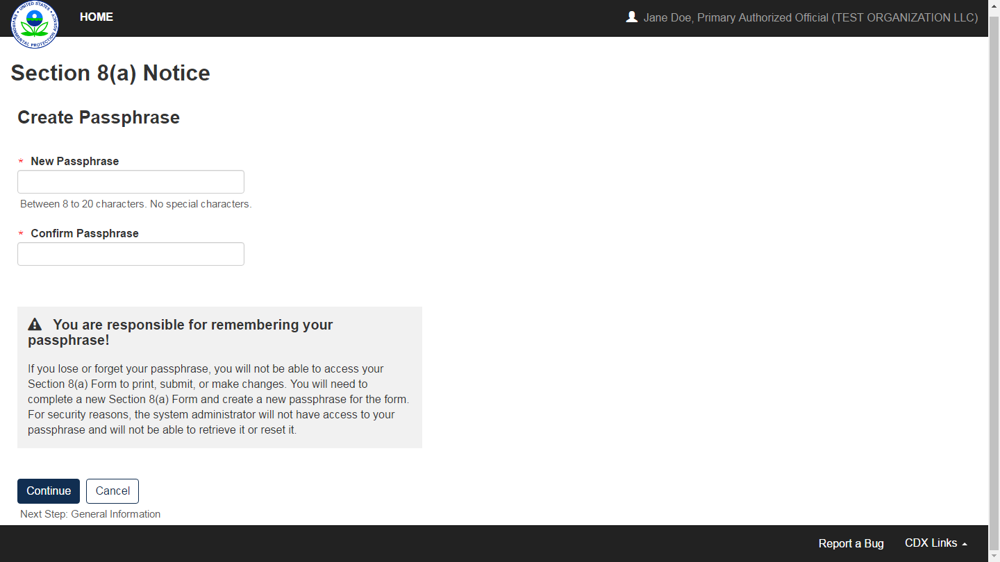 UNITED STATES
ENVIRONMENTAL PROTECTION AGENCY
HOME
Jane Doe, Primary Authorized Official (TEST ORGANIZATION LLC)
Section 8(a) Notice
Create Passphrase
* New Passphrase
Between 8 to 20 characters. No special characters.
* Confirm Passphrase
You are responsible for remembering your
passphrase!
If you lose or forget your passphrase, you will not be able to access your
Section 8(a) Form to print, submit, or make changes. You will need to
complete a new Section 8(a) Form and create a new passphrase for the form.
For security reasons, the system administrator will not have access to your
passphrase and will not be able to retrieve it or reset it.
Continue Cancel
Next Step: General Information
Report a Bug CDX Links